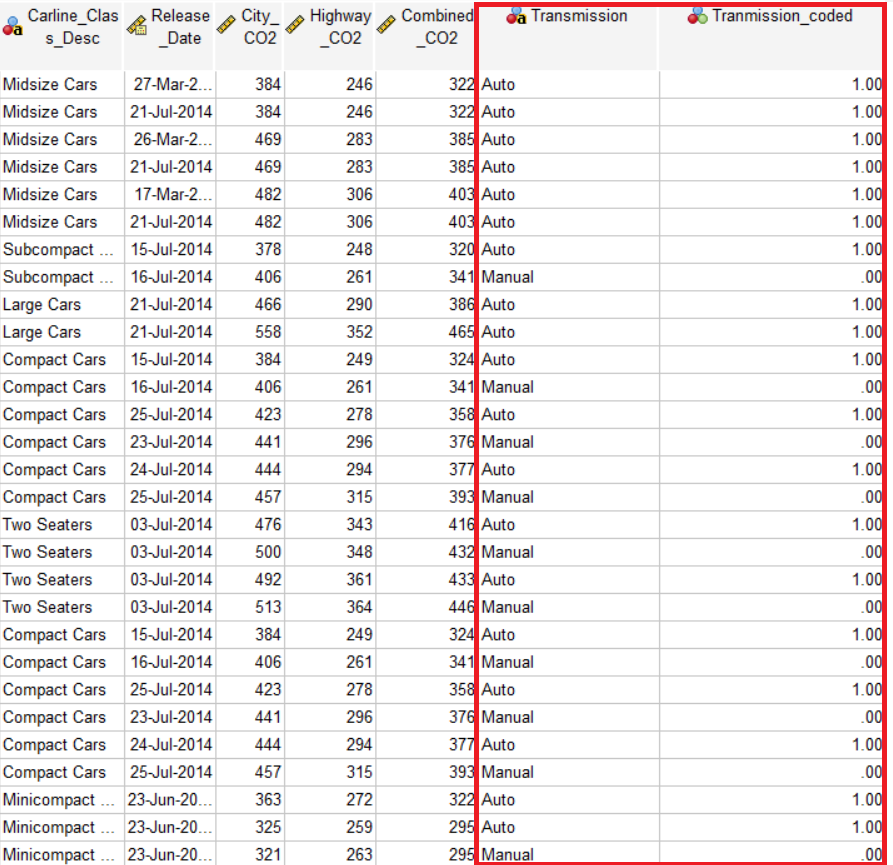 Carline_Clas
s_Desc Release
_Date City_
CO2 Highway
_CO2 Combined
_CO2 Transmission Tranmission_coded
Midsize Cars 27-Mar-2... 384 246 322 Auto 1.00
Midsize Cars 21-Jul-2014 384 246 322 Auto 1.00
Midsize Cars 26-Mar-2... 469 283 385 Auto 1.00
Midsize Cars 21-Jul-2014 469 283 385 Auto 1.00
Midsize Cars 17-Mar-2... 482 306 403 Auto 1.00
Midsize Cars 21-Jul-2014 482 306 403 Auto 1.00
Subcompact ... 15-Jul-2014 378 248 320 Auto 1.00
Subcompact ... 16-Jul-2014 406 261 341 Manual .00
Large Cars 21-Jul-2014 466 290 386 Auto 1.00
Large Cars 21-Jul-2014 558 352 465 Auto 1.00
Compact Cars 15-Jul-2014 384 249 324 Auto 1.00
Compact Cars 16-Jul-2014 406 261 341 Manual .00
Compact Cars 25-Jul-2014 423 278 358 Auto 1.00
Compact Cars 23-Jul-2014 441 296 376 Manual .00
Compact Cars 24-Jul-2014 444 294 377 Auto 1.00
Compact Cars 25-Jul-2014 457 315 393 Manual .00
Two Seaters 03-Jul-2014 476 343 416 Auto 1.00
Two Seaters 03-Jul-2014 500 348 432 Manual .00
Two Seaters 03-Jul-2014 492 361 433 Auto 1.00
Two Seaters 03-Jul-2014 513 364 446 Manual .00
Compact Cars 15-Jul-2014 384 249 324 Auto 1.00
Compact Cars 16-Jul-2014 406 261 341 Manual .00
Compact Cars 25-Jul-2014 423 278 358 Auto 1.00
Compact Cars 23-Jul-2014 441 296 376 Manual .00
Compact Cars 24-Jul-2014 444 294 377 Auto 1.00
Compact Cars 25-Jul-2014 457 315 393 Manual .00
Minicompact ... 23-Jun-20... 363 272 322 Auto 1.00
Minicompact ... 23-Jun-20... 325 259 295 Auto 1.00
Minicompact ... 23-Jun-20... 321 263 295 Manual .00